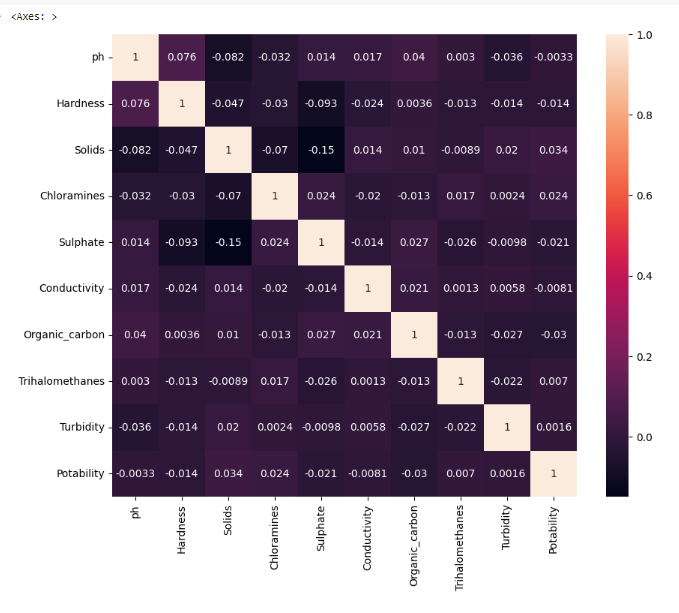 <Axes: >
ph 1 0.076 -0.082 -0.032 0.014 0.017 0.04 0.003 -0.036 -0.0033 1.0
Hardness 0.076 1 -0.047 -0.03 -0.093 -0.024 0.0036 -0.013 -0.014 -0.014
0.8
Solids -0.082 -0.047 1 -0.07 -0.15 0.014 0.01 -0.0089 0.02 0.034
Chloramines -0.032 -0.03 -0.07 1 0.024 -0.02 -0.013 0.017 0.0024 0.024
0.6
Sulphate 0.014 -0.093 -0.15 0.024 1 -0.014 0.027 -0.026 -0.0098 -0.021
0.4
Conductivity 0.017 -0.024 0.014 -0.02 -0.014 1 0.021 0.0013 0.0058 -0.0081
Organic_carbon 0.04 0.0036 0.01 -0.013 0.027 0.021 1 -0.013 -0.027 -0.03
0.2
Trihalomethanes 0.003 -0.013 -0.0089 0.017 -0.026 0.0013 -0.013 1 -0.022 0.007
Turbidity -0.036 -0.014 0.02 0.0024 -0.0098 0.0058 -0.027 -0.022 1 0.0016
0.0
Potability -0.0033 -0.014 0.034 0.024 -0.021 -0.0081 -0.03 0.007 0.0016 1
ph
Hardness
Solids
Chloramines
Sulphate
Conductivity
Organic_carbon
Trihalomethanes
Turbidity
Potability